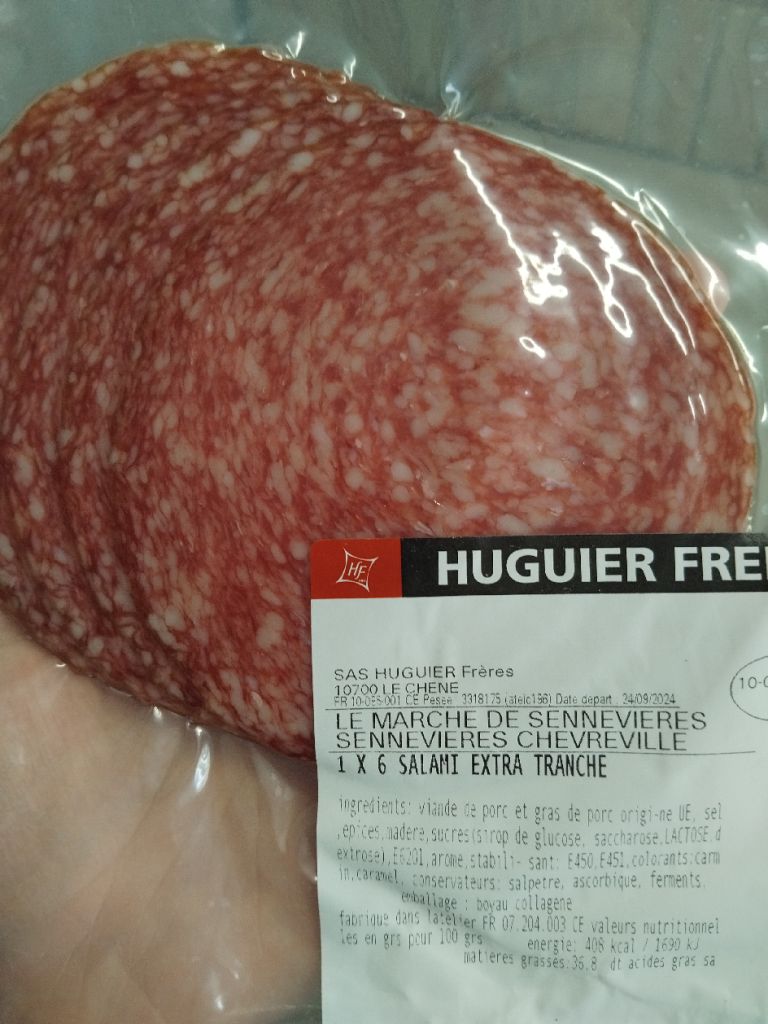 HF
HUGUIER FRE
SAS HUGUIER Frères
10700 LE CHENE
FR 10-085-001 CE Pesée 3318175 (ateic196) Date depart 24/09/2024
10-0
LE MARCHE DE SENNEVIERES
SENNEVIERES CHEVREVILLE
1 X 6 SALAMI EXTRA TRANCHE
ingredients: viande de porc et gras de porc origi-ne UE, sel
,epices,madere,sucres(sirop de glucose, saccharose,LACTOSE,d
extrose),E6201,arome,stabili- sant: E450,E451,colorants:carm
in,caramel, conservateurs: salpetre, ascorbique, ferments,
emballage : boyau collagene
fabrique dans latelier FR 07.204.003 CE valeurs nutritionnel
les en grs pour 100 grs energie: 408 kcal / 1690 kJ
matieres grasses:36,8 dt acides gras sa